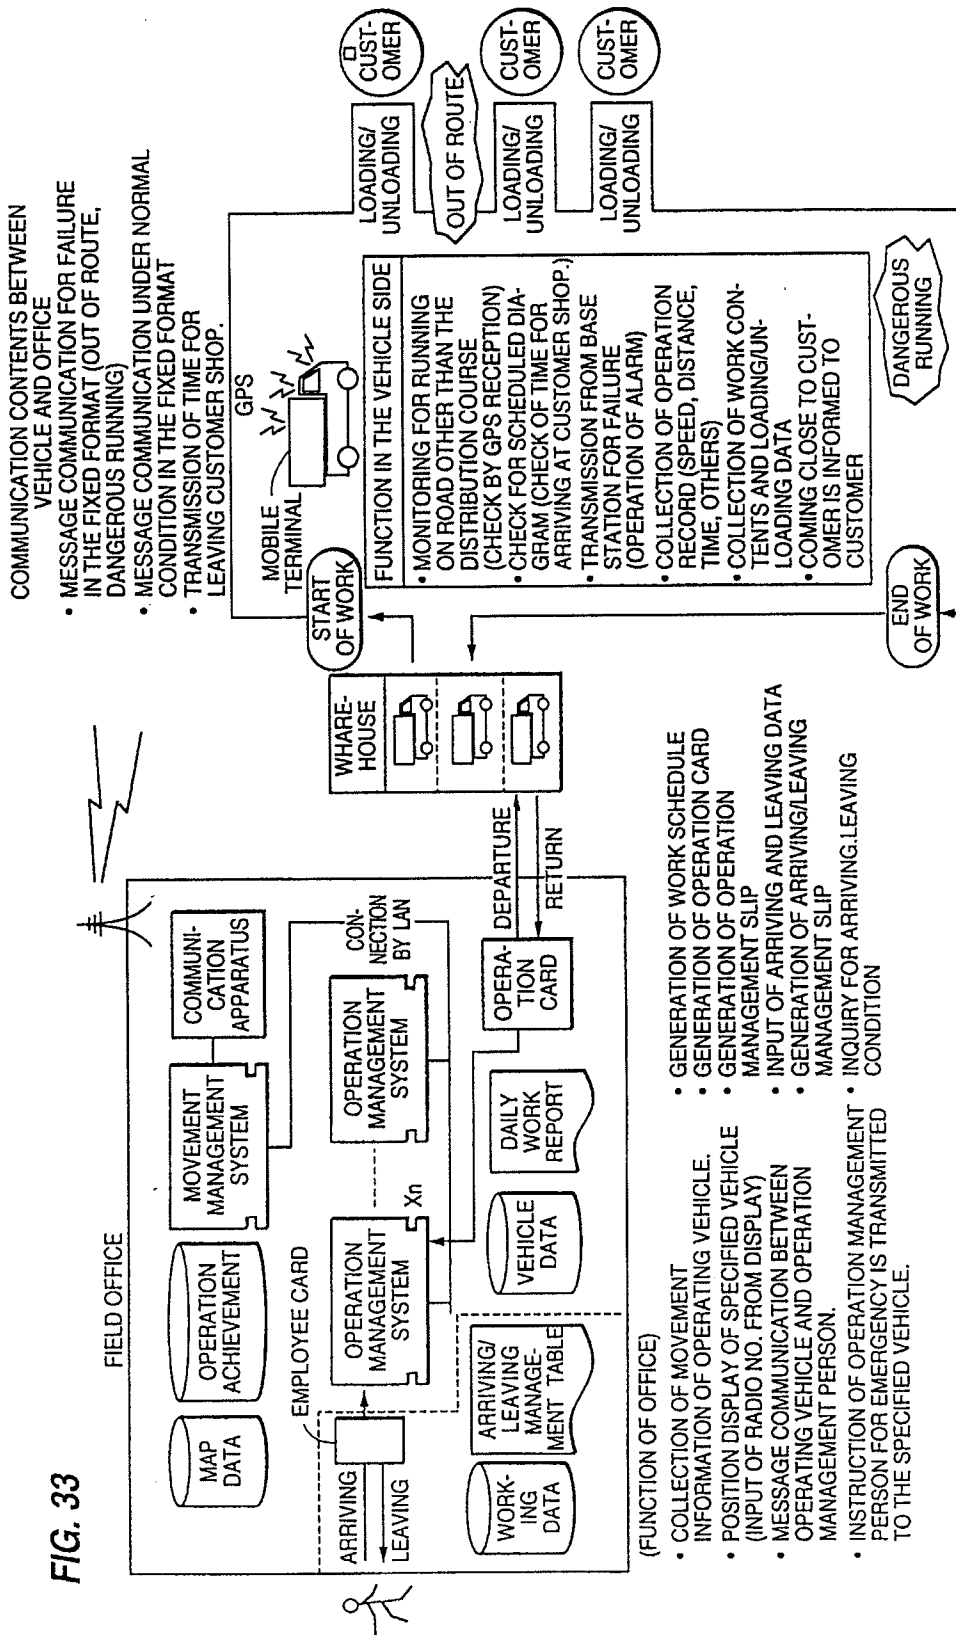 FIG. 33
FIELD OFFICE
MAP
DATA
OPERATION
ACHIEVEMENT
MOVEMENT
MANAGEMENT
SYSTEM
COMMUNI-
CATION
APPARATUS
EMPLOYEE CARD
ARRIVING
LEAVING
OPERATION
MANAGEMENT
SYSTEM
Xn
OPERATION
MANAGEMENT
SYSTEM
CON-
NECTION
BY LAN
WORK-
ING
DATA
ARRIVING/
LEAVING
MANAGE-
MENT TABLE
VEHICLE
DATA
DAILY
WORK
REPORT
OPERA-
TION
CARD
DEPARTURE
RETURN
WHARE-
HOUSE
(FUNCTION OF OFFICE)
• COLLECTION OF MOVEMENT
INFORMATION OF OPERATING VEHICLE.
• POSITION DISPLAY OF SPECIFIED VEHICLE
(INPUT OF RADIO NO. FROM DISPLAY)
• MESSAGE COMMUNICATION BETWEEN
OPERATING VEHICLE AND OPERATION
MANAGEMENT PERSON.
• INSTRUCTION OF OPERATION MANAGEMENT
PERSON FOR EMERGENCY IS TRANSMITTED
TO THE SPECIFIED VEHICLE.
• GENERATION OF WORK SCHEDULE
• GENERATION OF OPERATION CARD
• GENERATION OF OPERATION
MANAGEMENT SLIP
• INPUT OF ARRIVING AND LEAVING DATA
• GENERATION OF ARRIVING/LEAVING
MANAGEMENT SLIP
• INQUIRY FOR ARRIVING.LEAVING
CONDITION
COMMUNICATION CONTENTS BETWEEN
VEHICLE AND OFFICE
• MESSAGE COMMUNICATION FOR FAILURE
IN THE FIXED FORMAT (OUT OF ROUTE,
DANGEROUS RUNNING)
• MESSAGE COMMUNICATION UNDER NORMAL
CONDITION IN THE FIXED FORMAT
• TRANSMISSION OF TIME FOR
LEAVING CUSTOMER SHOP.
GPS
MOBILE
TERMINAL
START
OF WORK
FUNCTION IN THE VEHICLE SIDE
• MONITORING FOR RUNNING
ON ROAD OTHER THAN THE
DISTRIBUTION COURSE
(CHECK BY GPS RECEPTION)
• CHECK FOR SCHEDULED DIA-
GRAM (CHECK OF TIME FOR
ARRIVING AT CUSTOMER SHOP.)
• TRANSMISSION FROM BASE
STATION FOR FAILURE
(OPERATION OF ALARM)
• COLLECTION OF OPERATION
RECORD (SPEED, DISTANCE,
TIME, OTHERS)
• COLLECTION OF WORK CON-
TENTS AND LOADING/UN-
LOADING DATA
• COMING CLOSE TO CUST-
OMER IS INFORMED TO
CUSTOMER
END
OF WORK
LOADING/
UNLOADING
CUST-
OMER
OUT OF ROUTE
LOADING/
UNLOADING
CUST-
OMER
LOADING/
UNLOADING
CUST-
OMER
DANGEROUS
RUNNING